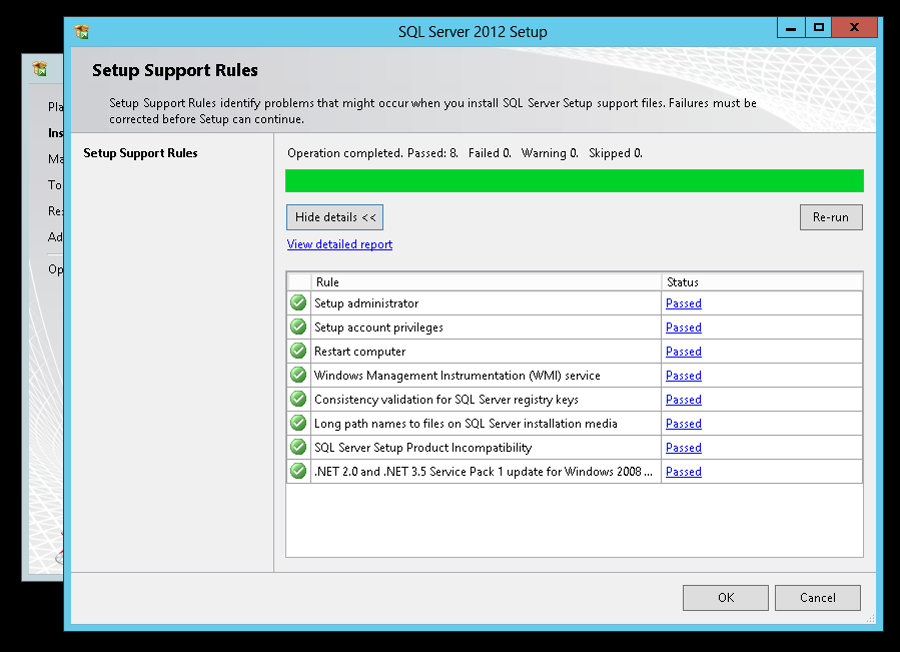 SQL Server 2012 Setup
Setup Support Rules
Setup Support Rules identify problems that might occur when you install SQL Server Setup support files. Failures must be
corrected before Setup can continue.
Pla
Ins
Ma
To
Re
Ad
Op
Setup Support Rules
Operation completed. Passed: 8. Failed 0. Warning 0. Skipped 0.
Hide details <<
Re-run
View detailed report
Rule Status
Setup administrator Passed
Setup account privileges Passed
Restart computer Passed
Windows Management Instrumentation (WMI) service Passed
Consistency validation for SQL Server registry keys Passed
Long path names to files on SQL Server installation media Passed
SQL Server Setup Product Incompatibility Passed
.NET 2.0 and .NET 3.5 Service Pack 1 update for Windows 2008 ... Passed
OK Cancel